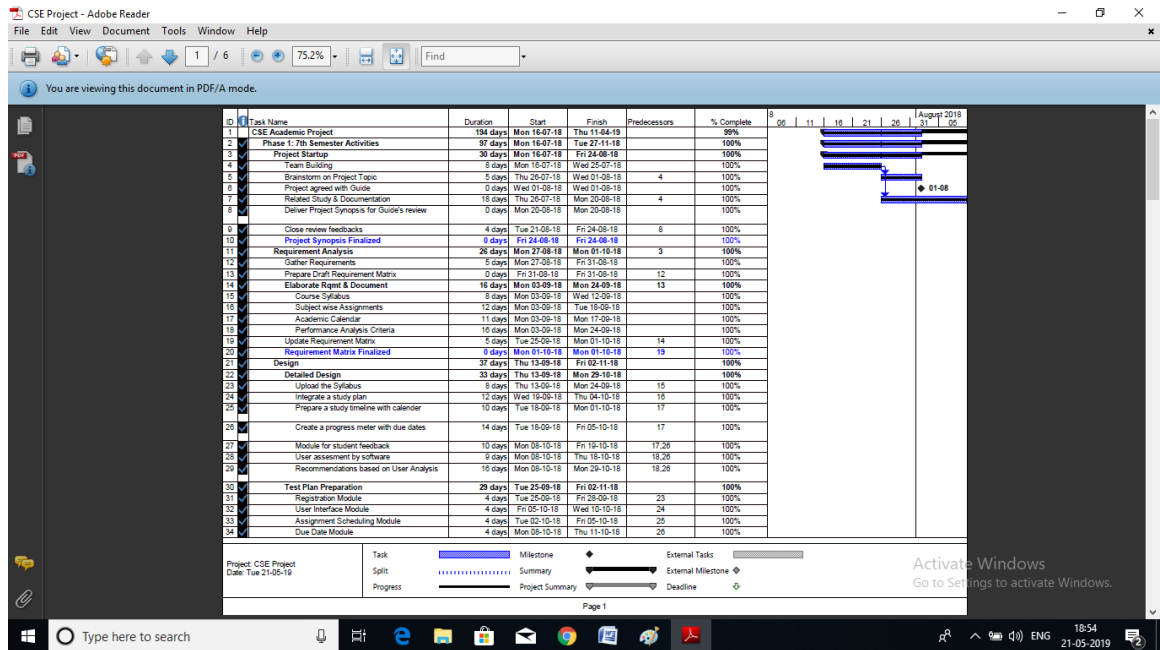 CSE Project - Adobe Reader
File Edit View Document Tools Window Help
1 / 6 75.2% Find
You are viewing this document in PDF/A mode.
ID Task Name Duration Start Finish Predecessors % Complete 8 August 2018
06 11 16 21 26 31 05
1 CSE Academic Project 194 days Mon 16-07-18 Thu 11-04-19 99%
2 Phase 1: 7th Semester Activities 97 days Mon 16-07-18 Tue 27-11-18 100%
3 Project Startup 30 days Mon 16-07-18 Fri 24-08-18 100%
4 Team Building 8 days Mon 16-07-18 Wed 25-07-18 100%
5 Brainstorm on Project Topic 5 days Thu 26-07-18 Wed 01-08-18 4 100%
6 Project agreed with Guide 0 days Wed 01-08-18 Wed 01-08-18 100% 01-08
7 Related Study & Documentation 18 days Thu 26-07-18 Mon 20-08-18 4 100%
8 Deliver Project Synopsis for Guide's review 0 days Mon 20-08-18 Mon 20-08-18 100%
9 Close review feedbacks 4 days Tue 21-08-18 Fri 24-08-18 8 100%
10 Project Synopsis Finalized 0 days Fri 24-08-18 Fri 24-08-18 100%
11 Requirement Analysis 26 days Mon 27-08-18 Mon 01-10-18 3 100%
12 Gather Requirements 5 days Mon 27-08-18 Fri 31-08-18 100%
13 Prepare Draft Requirement Matrix 0 days Fri 31-08-18 Fri 31-08-18 12 100%
14 Elaborate Rqmt & Document 16 days Mon 03-09-18 Mon 24-09-18 13 100%
15 Course Syllabus 8 days Mon 03-09-18 Wed 12-09-18 100%
16 Subject wise Assignments 12 days Mon 03-09-18 Tue 18-09-18 100%
17 Academic Calendar 11 days Mon 03-09-18 Mon 17-09-18 100%
18 Performance Analysis Criteria 16 days Mon 03-09-18 Mon 24-09-18 100%
19 Update Requirement Matrix 5 days Tue 25-09-18 Mon 01-10-18 14 100%
20 Requirement Matrix Finalized 0 days Mon 01-10-18 Mon 01-10-18 19 100%
21 Design 37 days Thu 13-09-18 Fri 02-11-18 100%
22 Detailed Design 33 days Thu 13-09-18 Mon 29-10-18 100%
23 Upload the Syllabus 8 days Thu 13-09-18 Mon 24-09-18 15 100%
24 Integrate a study plan 12 days Wed 19-09-18 Thu 04-10-18 16 100%
25 Prepare a study timeline with calender 10 days Tue 18-09-18 Mon 01-10-18 17 100%
26 Create a progress meter with due dates 14 days Tue 18-09-18 Fri 05-10-18 17 100%
27 Module for student feedback 10 days Mon 08-10-18 Fri 19-10-18 17,26 100%
28 User assesment by software 9 days Mon 08-10-18 Thu 18-10-18 18,26 100%
29 Recommendations based on User Analysis 16 days Mon 08-10-18 Mon 29-10-18 18,26 100%
30 Test Plan Preparation 29 days Tue 25-09-18 Fri 02-11-18 100%
31 Registration Module 4 days Tue 25-09-18 Fri 28-09-18 23 100%
32 User Interface Module 4 days Fri 05-10-18 Wed 10-10-18 24 100%
33 Assignment Scheduling Module 4 days Tue 02-10-18 Fri 05-10-18 25 100%
34 Due Date Module 4 days Mon 08-10-18 Thu 11-10-18 26 100%
Project: CSE Project
Date: Tue 21-05-19
Task Milestone External Tasks
Split Summary External Milestone
Progress Project Summary Deadline
Page 1
Activate Windows
Go to Settings to activate Windows.
Type here to search
ENG 18:54
21-05-2019
2